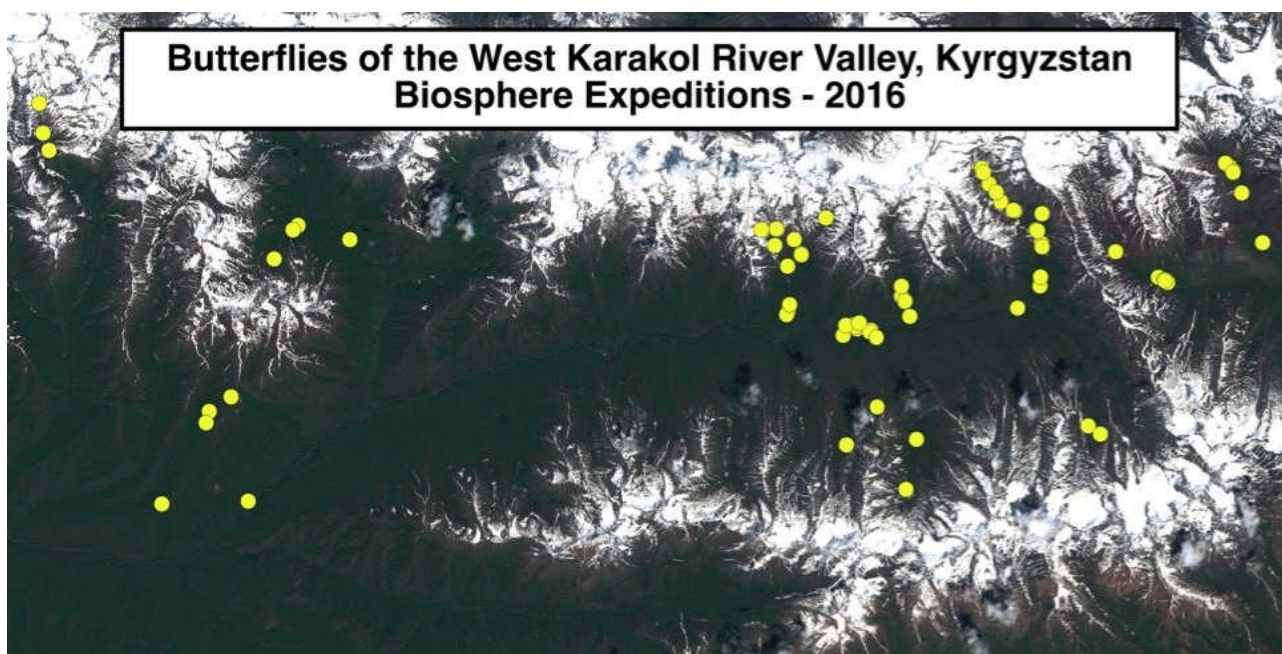 Butterflies of the West Karakol River Valley, Kyrgyzstan
Biosphere Expeditions - 2016